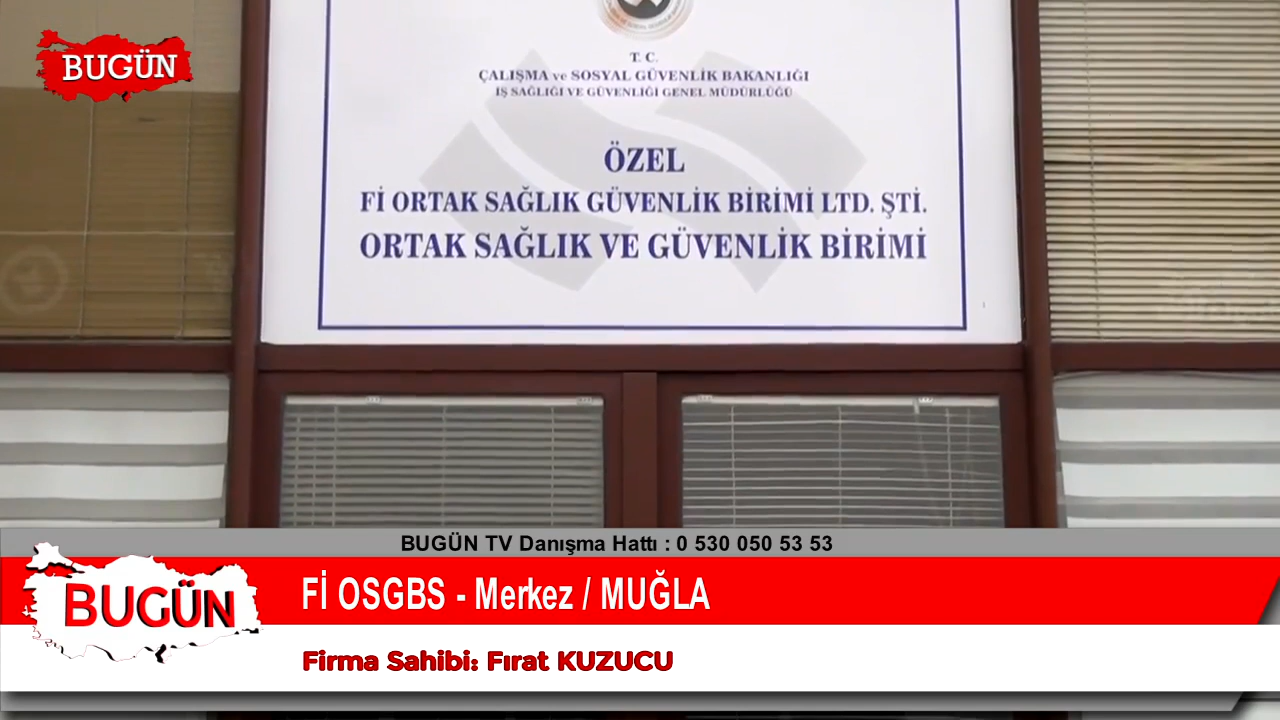 BUGÜN
T. C.
ÇALIŞMA ve SOSYAL GÜVENLİK BAKANLIĞI
İŞ SAĞLIĞI VE GÜVENLİĞİ GENEL MÜDÜRLÜĞÜ
ÖZEL
Fİ ORTAK SAĞLIK GÜVENLİK BİRİMİ LTD. ŞTİ.
ORTAK SAĞLIK VE GÜVENLİK BİRİMİ
BUGÜN TV Danışma Hattı : 0 530 050 53 53
BUGÜN
Fİ OSGBS - Merkez / MUĞLA
Firma Sahibi: Fırat KUZUCU